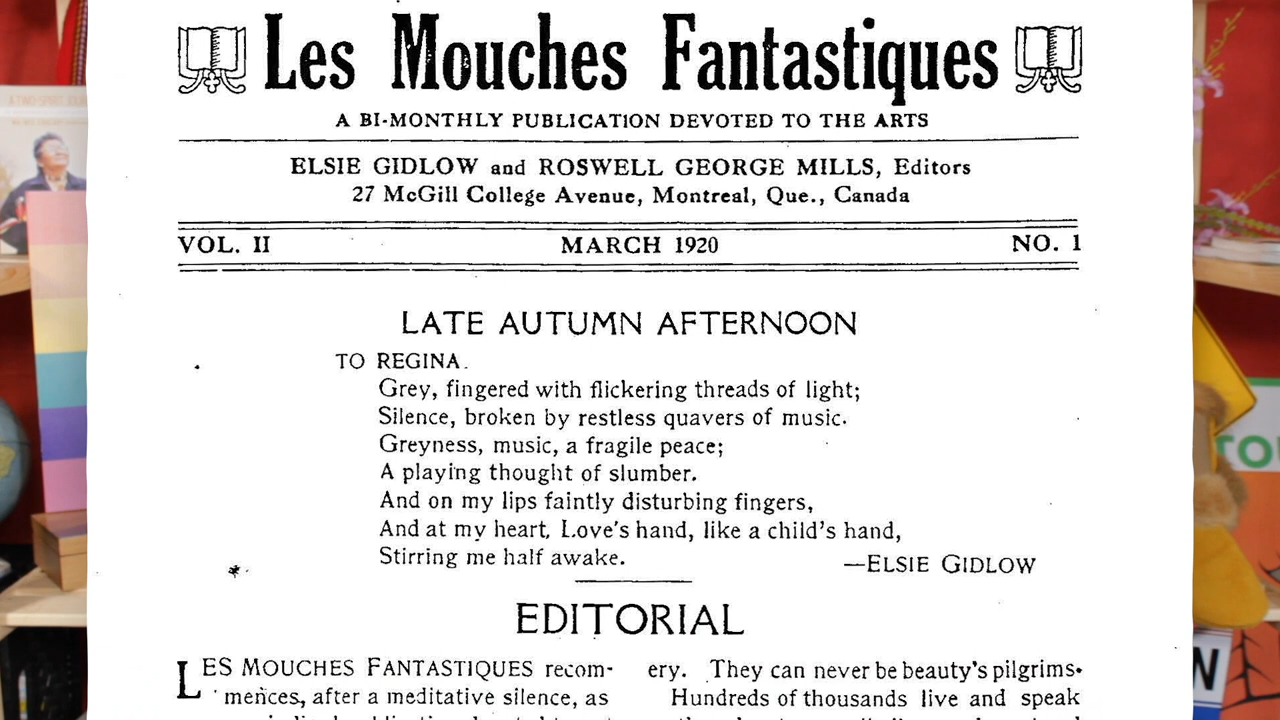 Les Mouches Fantastiques
A BI-MONTHLY PUBLICATION DEVOTED TO THE ARTS
ELSIE GIDLOW and ROSWELL GEORGE MILLS, Editors
27 McGill College Avenue, Montreal, Que., Canada
VOL. II MARCH 1920 NO. 1
LATE AUTUMN AFTERNOON
TO REGINA.
Grey, fingered with flickering threads of light;
Silence, broken by restless quavers of music.
Greyness, music, a fragile peace;
A playing thought of slumber.
And on my lips faintly disturbing fingers,
And at my heart, Love's hand, like a child's hand,
Stirring me half awake.
—ELSIE GIDLOW
EDITORIAL
LES MOUCHES FANTASTIQUES recom-
mences, after a meditative silence, as
ery. They can never be beauty's pilgrims.
Hundreds of thousands live and speak